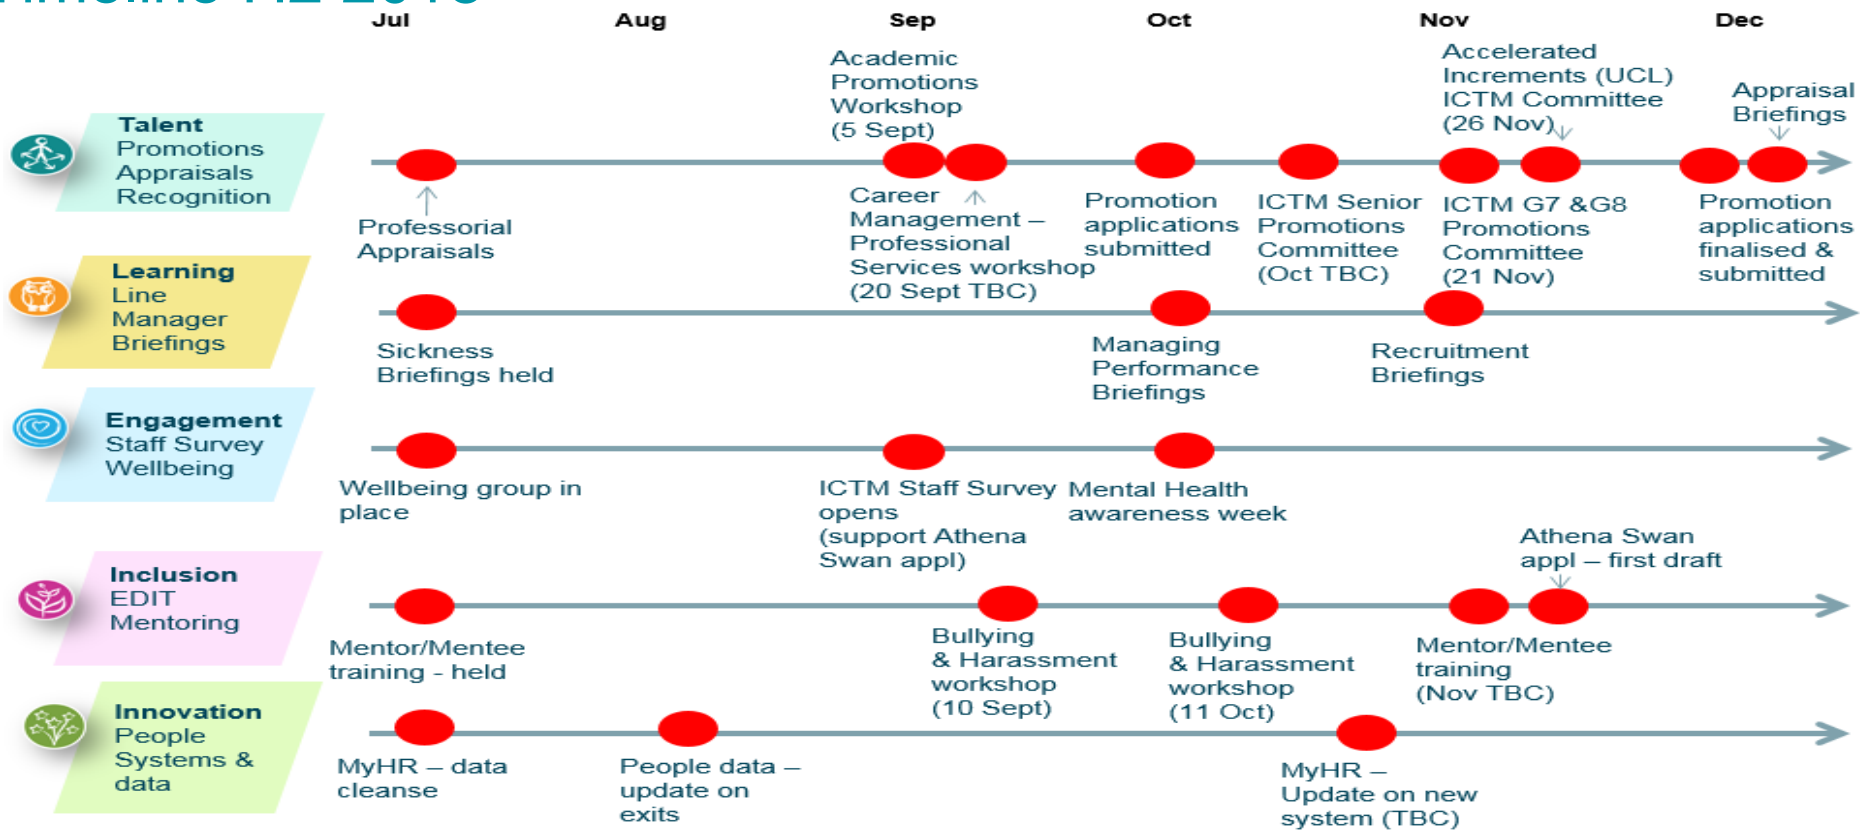 Jul Aug Sep Oct Nov Dec
Talent
Promotions
Appraisals
Recognition
Professorial
Appraisals
Academic
Promotions
Workshop
(5 Sept)
Career
Management –
Professional
Services workshop
(20 Sept TBC)
Promotion
applications
submitted
ICTM Senior
Promotions
Committee
(Oct TBC)
Accelerated
Increments (UCL)
ICTM Committee
(26 Nov)
ICTM G7 &G8
Promotions
Committee
(21 Nov)
Appraisal
Briefings
Promotion
applications
finalised &
submitted
Learning
Line
Manager
Briefings
Sickness
Briefings held
Managing
Performance
Briefings
Recruitment
Briefings
Engagement
Staff Survey
Wellbeing
Wellbeing group in
place
ICTM Staff Survey
opens
(support Athena
Swan appl)
Mental Health
awareness week
Inclusion
EDIT
Mentoring
Mentor/Mentee
training - held
Bullying
& Harassment
workshop
(10 Sept)
Bullying
& Harassment
workshop
(11 Oct)
Mentor/Mentee
training
(Nov TBC)
Athena Swan
appl – first draft
Innovation
People
Systems &
data
MyHR – data
cleanse
People data –
update on
exits
MyHR –
Update on new
system (TBC)